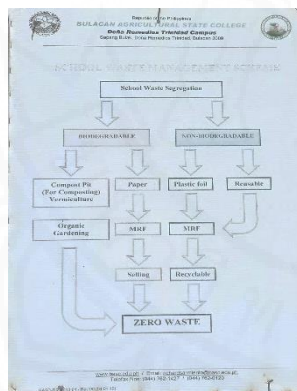 Republic of the Philippines
BULACAN AGRICULTURAL STATE COLLEGE
Doña Remedios Trinidad Campus
SCHOOL WASTE MANAGEMENT SCHEME
School Waste Segregation
BIODEGRADABLE
NON-BIODEGRADABLE
Compost Pit
(For Composting)
Vermiculture
Paper
Plastic foil
Reusable
Organic
Gardening
MRF
MRF
Selling
Recyclable
ZERO WASTE